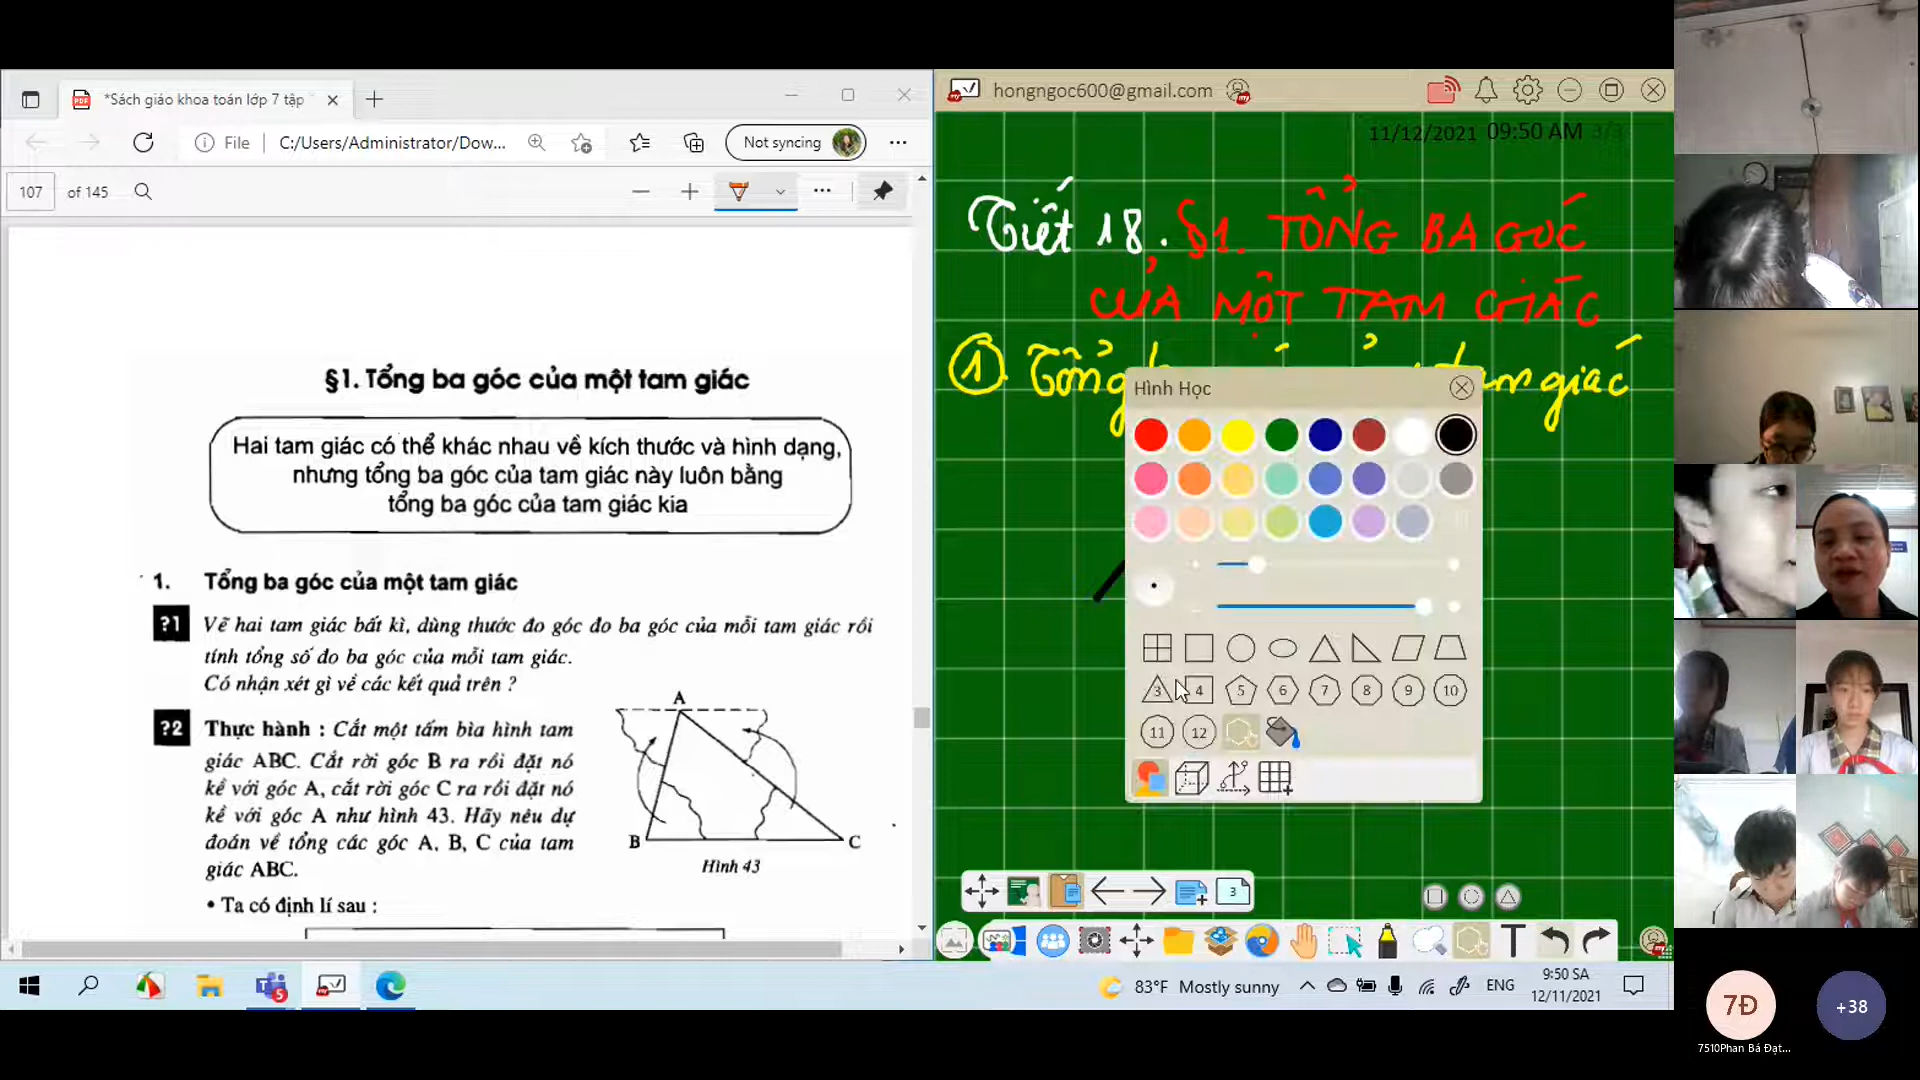 *Sách giáo khoa toán lớp 7 tập
File
C:/Users/Administrator/Dow...
Not syncing
107 of 145
§1. Tổng ba góc của một tam giác
Hai tam giác có thể khác nhau về kích thước và hình dạng,
nhưng tổng ba góc của tam giác này luôn bằng
tổng ba góc của tam giác kia
1. Tổng ba góc của một tam giác
?1 Vẽ hai tam giác bất kì, dùng thước đo góc đo ba góc của mỗi tam giác rồi
tính tổng số đo ba góc của mỗi tam giác.
Có nhận xét gì về các kết quả trên ?
?2 Thực hành : Cắt một tấm bìa hình tam
giác ABC. Cắt rời góc B ra rồi đặt nó
kề với góc A, cắt rời góc C ra rồi đặt nó
kề với góc A như hình 43. Hãy nêu dự
đoán về tổng các góc A, B, C của tam
giác ABC.
A
B
C
Hình 43
• Ta có định lí sau :
hongngoc600@gmail.com
11/12/2021 09:50 AM 3/3
Tiết 18. §1. TỔNG BA GÓC
CỦA MỘT TAM GIÁC
① Tổng
tam giác
Hình Học
3 4 5 6 7 8 9 10
11 12
3
T
5
83°F Mostly sunny
ENG
9:50 SA
12/11/2021
7Đ
+38
7510Phan Bá Đạt...